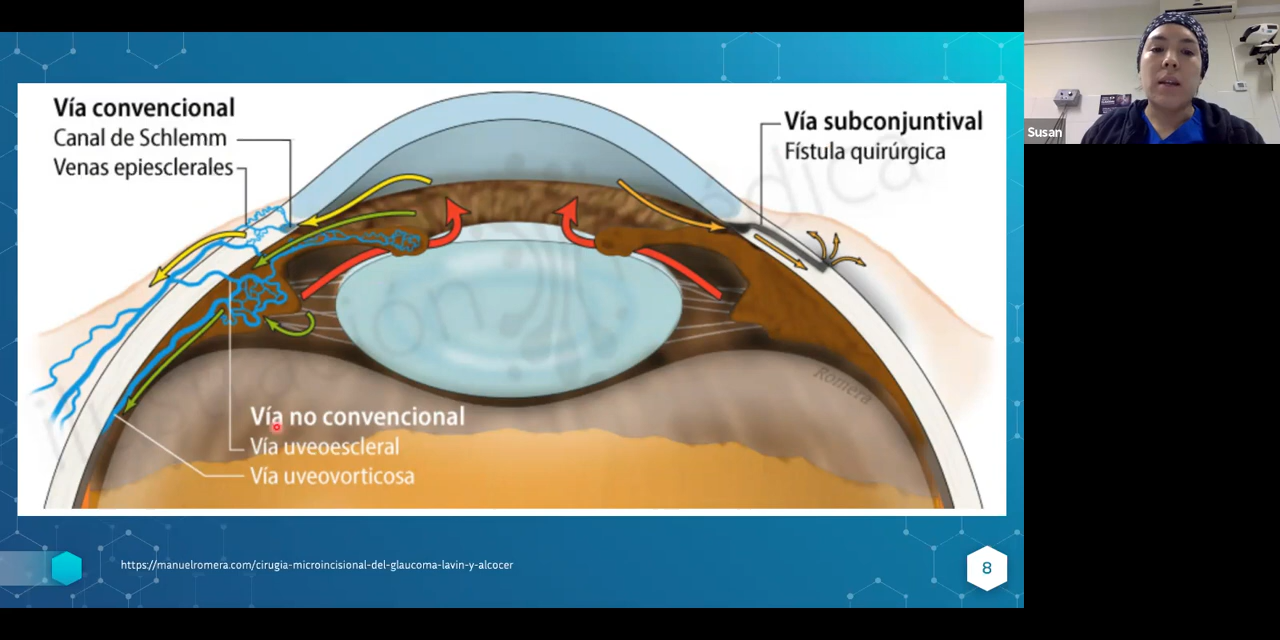 Vía convencional
Canal de Schlemm
Venas epiesclerales
Vía subconjuntival
Fístula quirúrgica
Vía no convencional
Vía uveoescleral
Vía uveovorticosa
Romera
https://manuelromera.com/cirugia-microincisional-del-glaucoma-lavin-y-alcocer
8
Susan